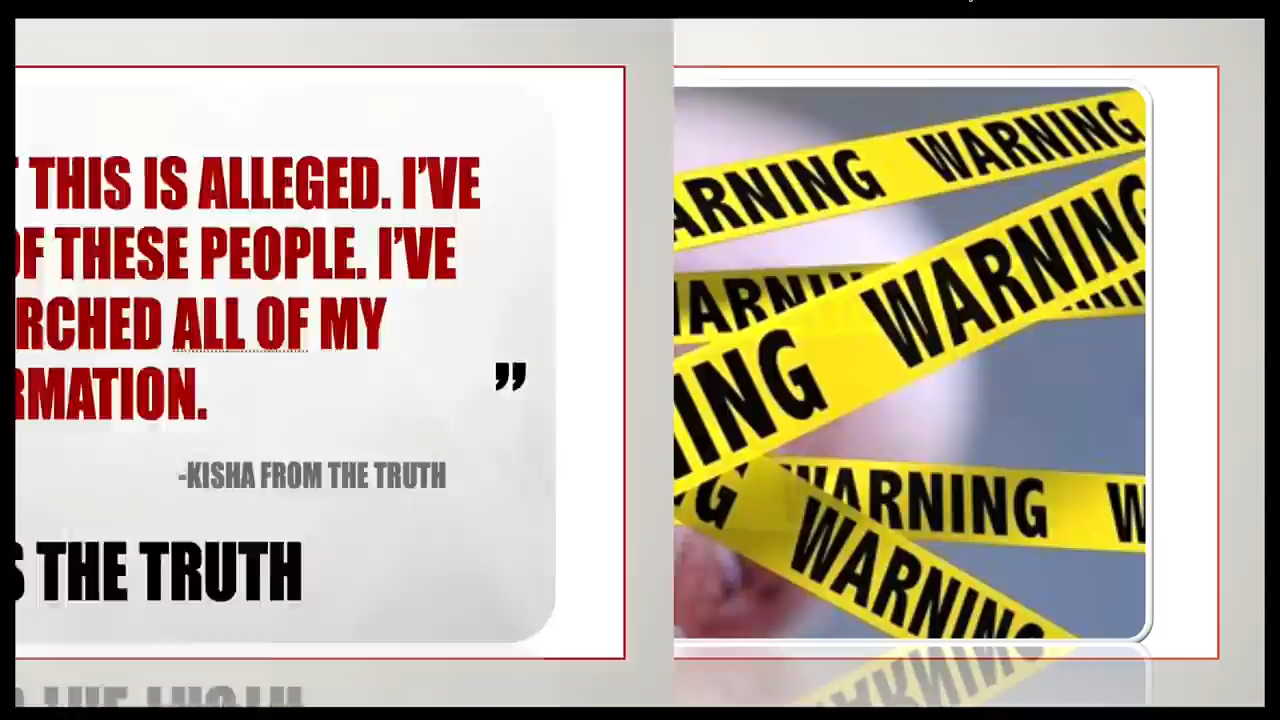 THIS IS ALLEGED. I'VE
OF THESE PEOPLE. I'VE
RCHED ALL OF MY
RMATION.
”
-KISHA FROM THE TRUTH
S THE TRUTH
ARNING WARNING
WARNING
ARNING WARNING
NING
WARNING W
WARNING